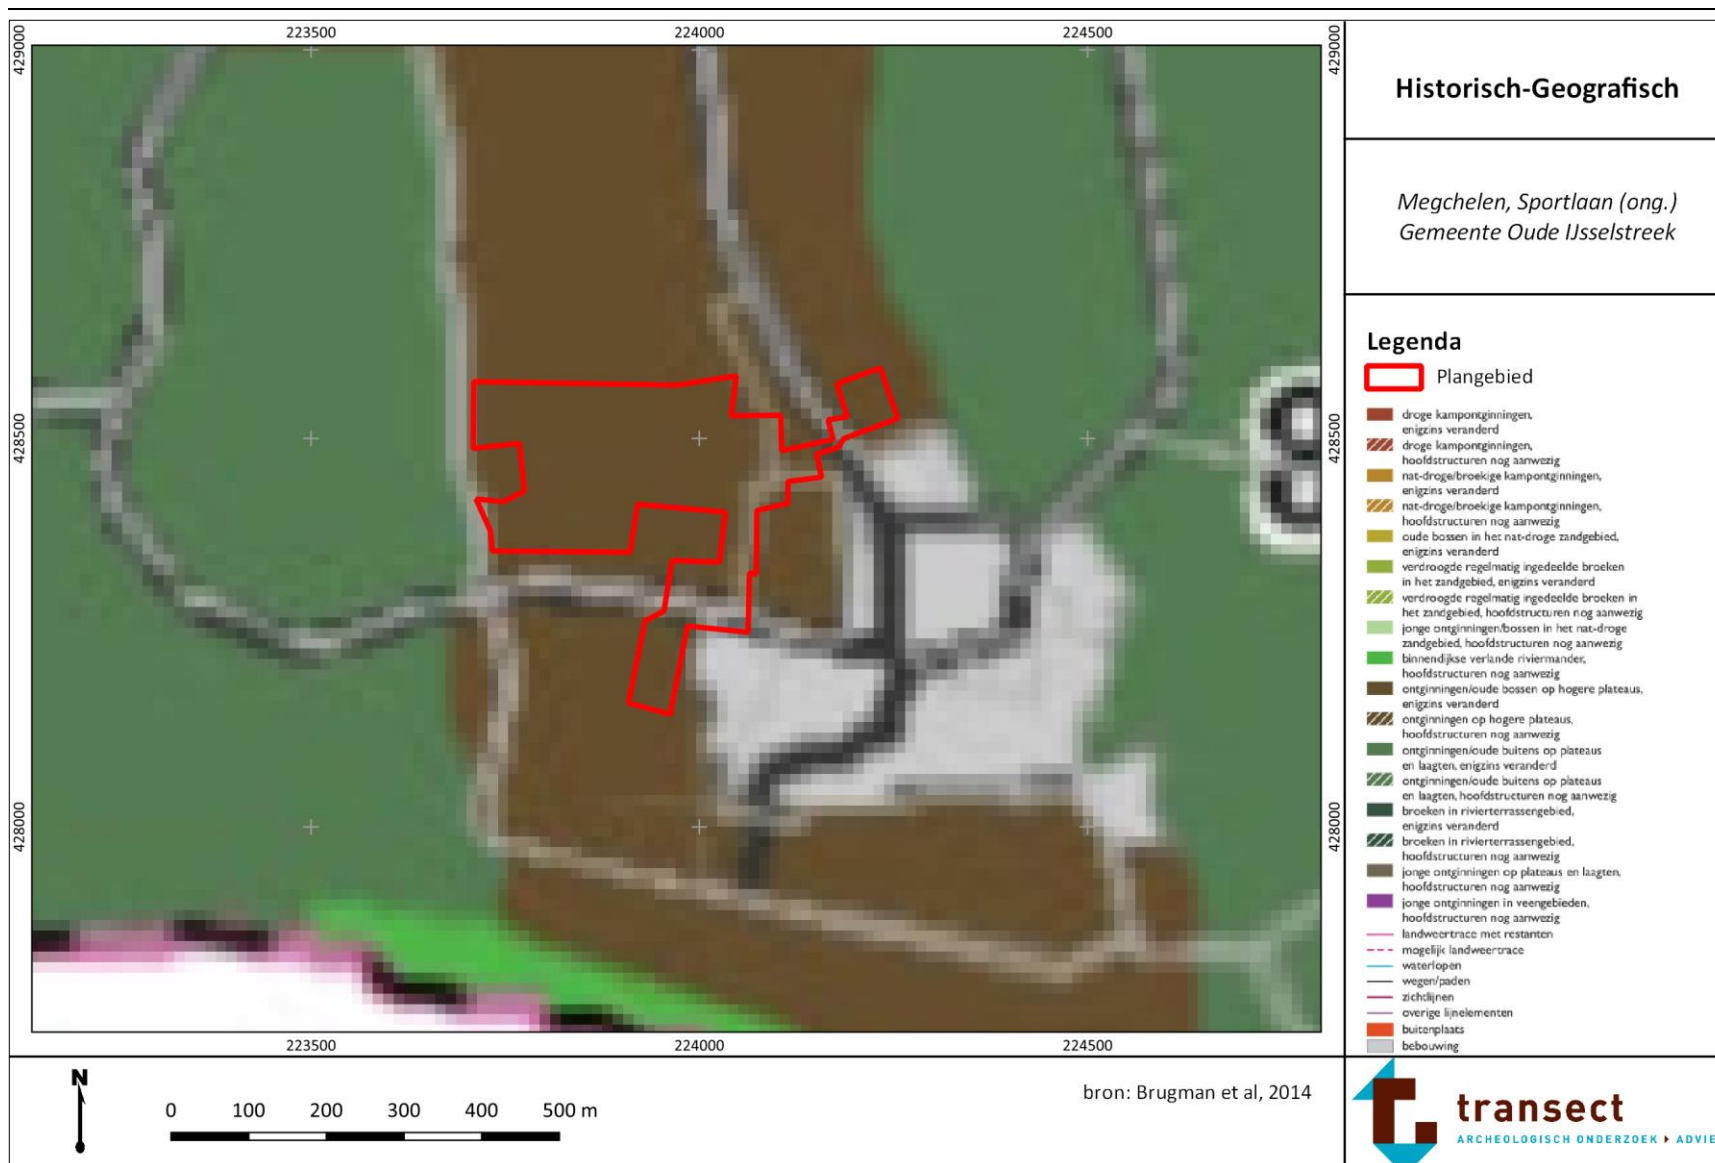 223500
224000
224500
429000
429000
428500
428500
428000
428000
223500
224000
224500
8
Historisch-Geografisch
Megchelen, Sportlaan (ong.)
Gemeente Oude IJsselstreek
Legenda
Plangebied
droge kampontginningen,
enigzins veranderd
droge kampontginningen,
hoofdstructuren nog aanwezig
nat-droge/broekige kampontginningen,
enigzins veranderd
nat-droge/broekige kampontginningen,
hoofdstructuren nog aanwezig
oude bossen in het nat-droge zandgebied,
enigzins veranderd
verdroogde regelmatig ingedeelde broeken
in het zandgebied, enigzins veranderd
verdroogde regelmatig ingedeelde broeken in
het zandgebied, hoofdstructuren nog aanwezig
jonge ontginningen/bossen in het nat-droge
zandgebied, hoofdstructuren nog aanwezig
binnendijkse verlande riviermander,
hoofdstructuren nog aanwezig
ontginningen/oude bossen op hogere plateaus,
enigzins veranderd
ontginningen op hogere plateaus,
hoofdstructuren nog aanwezig
ontginningen/oude buitens op plateaus
en laagten, enigzins veranderd
ontginningen/oude buitens op plateaus
en laagten, hoofdstructuren nog aanwezig
broeken in rivierterrassengebied,
enigzins veranderd
broeken in rivierterrassengebied,
hoofdstructuren nog aanwezig
jonge ontginningen op plateaus en laagten,
hoofdstructuren nog aanwezig
jonge ontginningen in veengebieden,
hoofdstructuren nog aanwezig
landweertrace met restanten
mogelijk landweertrace
waterlopen
wegen/paden
zichtlijnen
overige lijnelementen
buitenplaats
bebouwing
N
0 100 200 300 400 500 m
bron: Brugman et al, 2014
transect
ARCHEOLOGISCH ONDERZOEK ▸ ADVIE